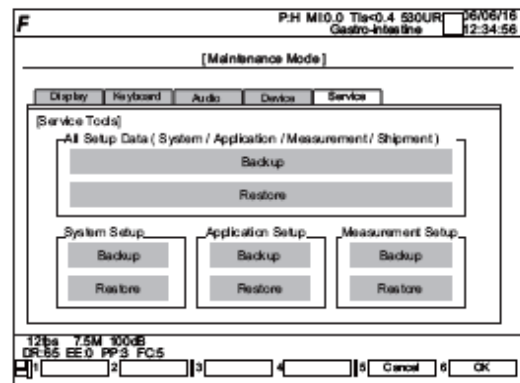 F
P:H MI:0.0 TIs<0.4 530UR 06/06/16
Gastro-intestine 12:34:56
[Maintenance Mode]
Display Keyboard Audio Device Service
[Service Tools]
All Setup Data ( System / Application / Measurement / Shipment )
Backup
Restore
System Setup Application Setup Measurement Setup
Backup Backup Backup
Restore Restore Restore
12fps 7.5M 100dB
DR:65 EE:0 PP:3 FC:5
1 2 3 4 5 Cancel 6 OK